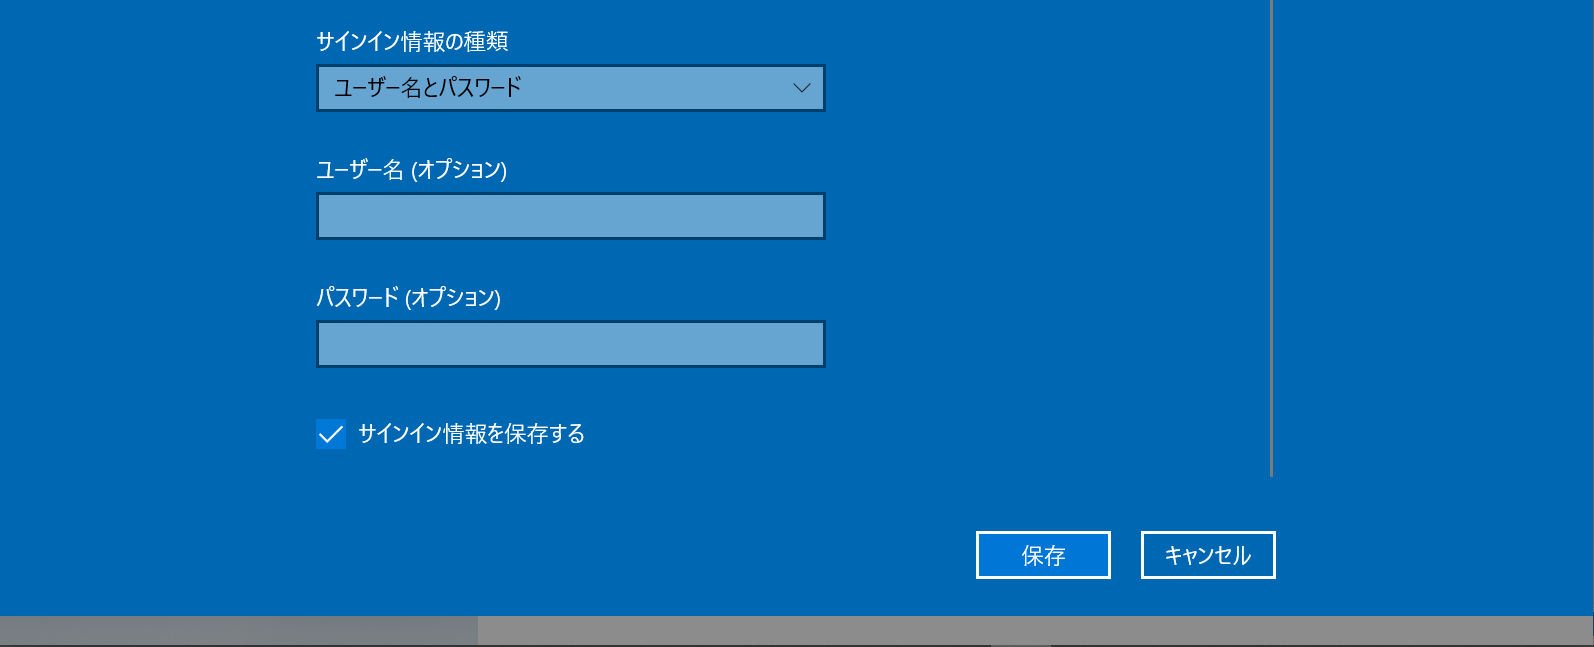 サインイン情報の種類
ユーザー名とパスワード
ユーザー名 (オプション)
パスワード (オプション)
サインイン情報を保存する
保存 キャンセル